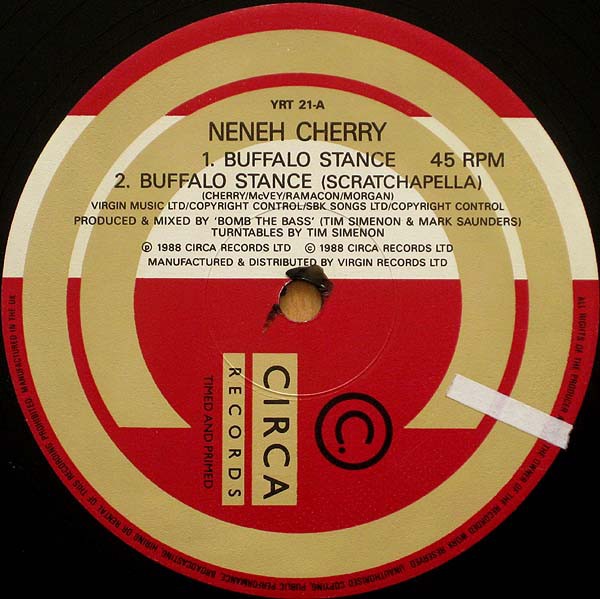 YRT 21-A
NENEH CHERRY
1. BUFFALO STANCE 45 RPM
2. BUFFALO STANCE (SCRATCHAPELLA)
(CHERRY/McVEY/RAMACON/MORGAN)
VIRGIN MUSIC LTD/COPYRIGHT CONTROL/SBK SONGS LTD/COPYRIGHT CONTROL
PRODUCED & MIXED BY 'BOMB THE BASS' (TIM SIMENON & MARK SAUNDERS)
TURNTABLES BY TIM SIMENON
℗ 1988 CIRCA RECORDS LTD © 1988 CIRCA RECORDS LTD
MANUFACTURED & DISTRIBUTED BY VIRGIN RECORDS LTD
C.
CIRCA
RECORDS
TIMED AND PRIMED
ALL RIGHTS OF THE PRODUCER THE OWNER OF THE RECORDED WORK RESERVED. UNAUTHORISED COPYING, PUBLIC PERFORMANCE, BROADCASTING, HIRING OR RENTAL OF THIS RECORDING PROHIBITED. MANUFACTURED IN THE UK